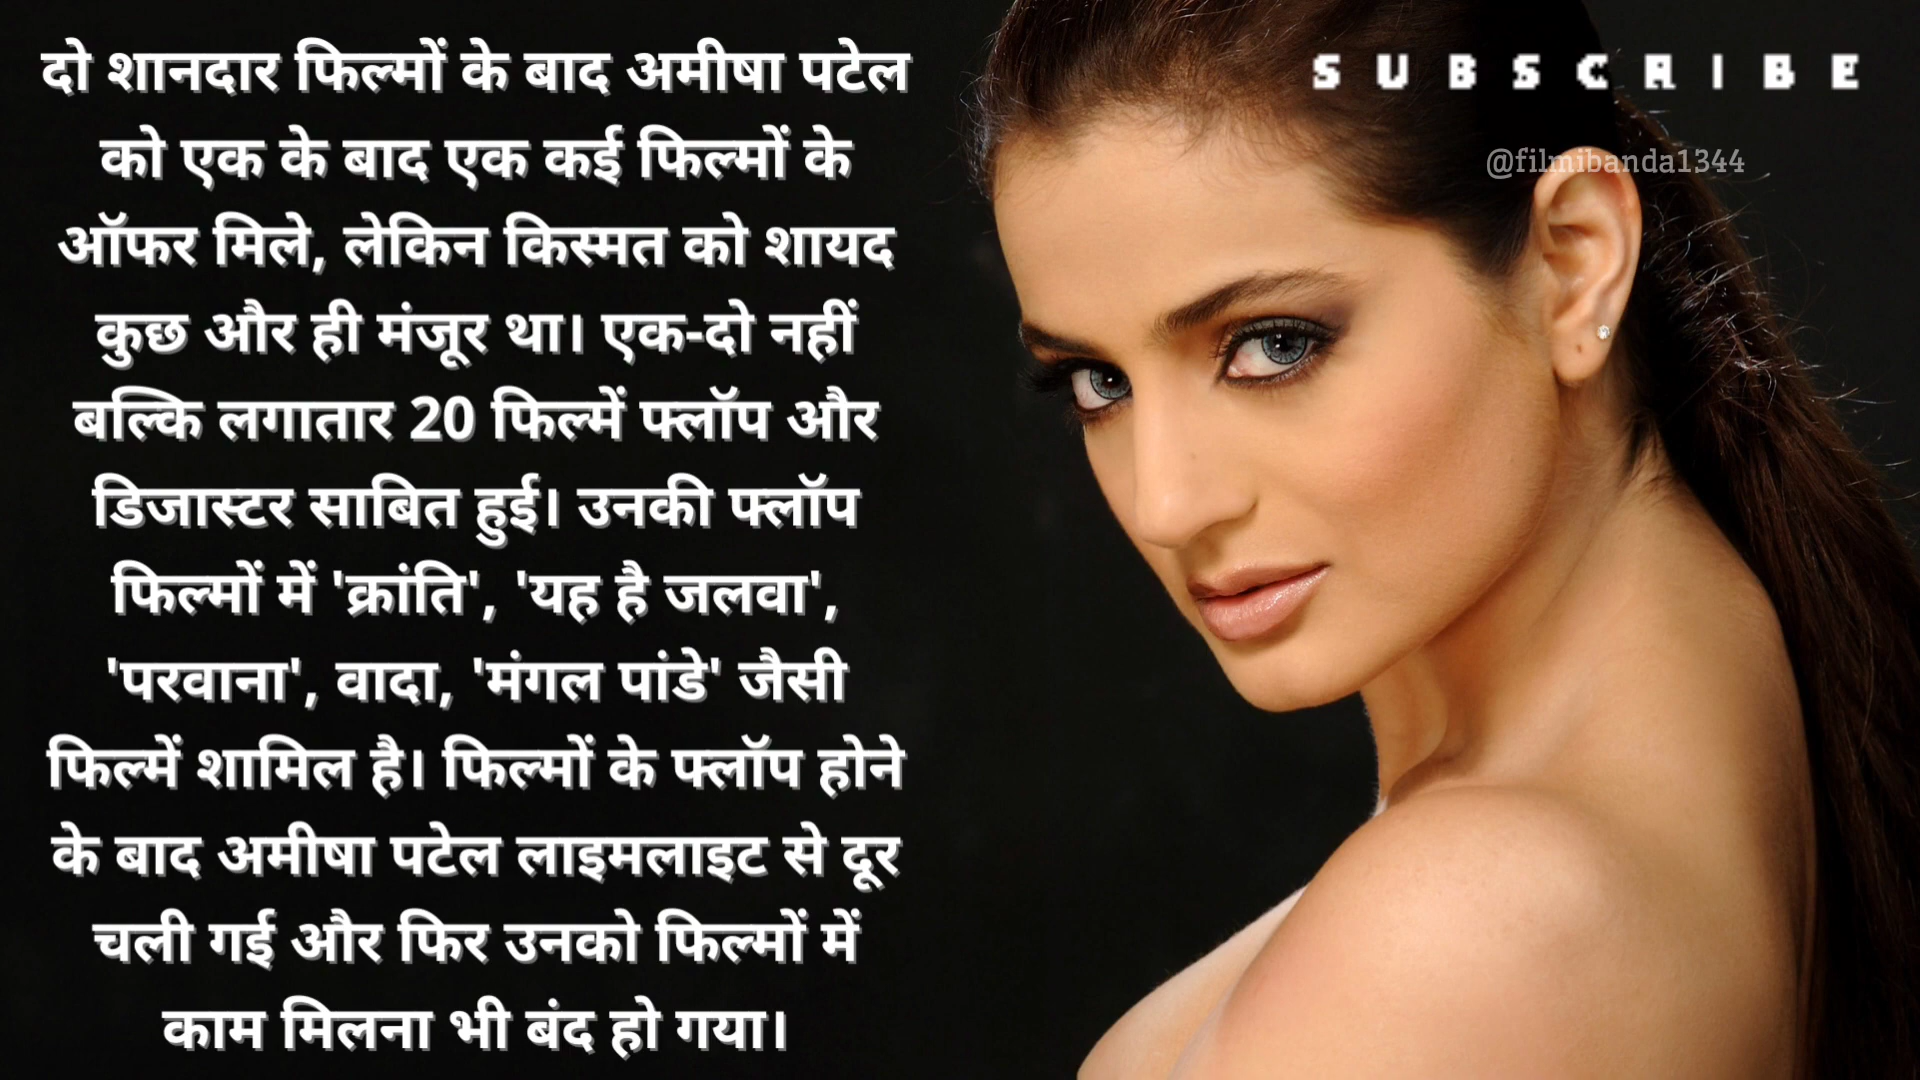 दो शानदार फिल्मों के बाद अमीषा पटेल
को एक के बाद एक कई फिल्मों के
ऑफर मिले, लेकिन किस्मत को शायद
कुछ और ही मंजूर था। एक-दो नहीं
बल्कि लगातार 20 फिल्में फ्लॉप और
डिजास्टर साबित हुई। उनकी फ्लॉप
फिल्मों में 'क्रांति', 'यह है जलवा',
'परवाना', वादा, 'मंगल पांडे' जैसी
फिल्में शामिल है। फिल्मों के फ्लॉप होने
के बाद अमीषा पटेल लाइमलाइट से दूर
चली गई और फिर उनको फिल्मों में
काम मिलना भी बंद हो गया।
SUBSCRIBE
@filmibanda1344